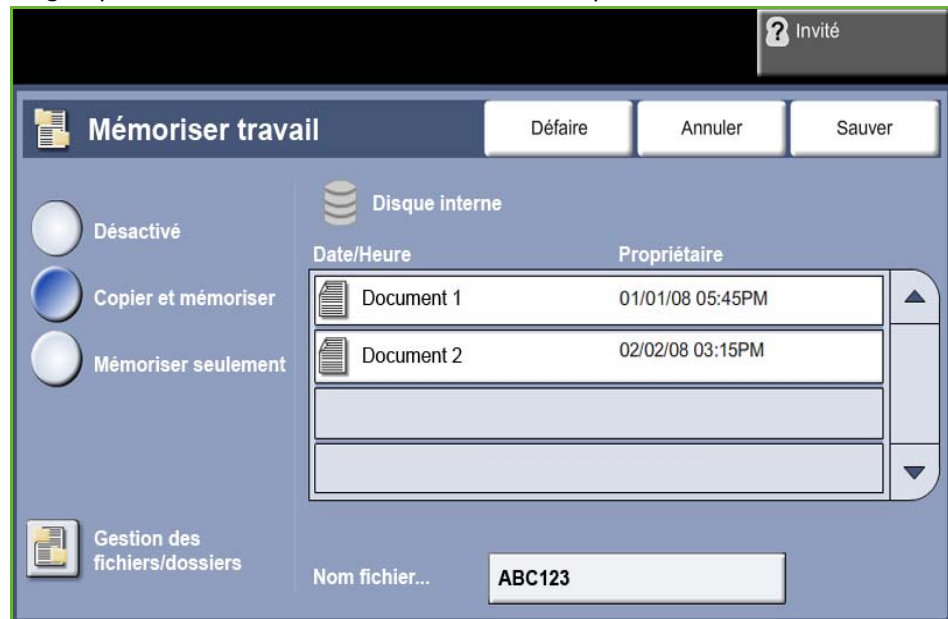 Invité
Mémoriser travail
Défaire
Annuler
Sauver
Désactivé
Copier et mémoriser
Mémoriser seulement
Disque interne
Date/Heure Propriétaire
Document 1 01/01/08 05:45PM
Document 2 02/02/08 03:15PM
Gestion des
fichiers/dossiers
Nom fichier... ABC123